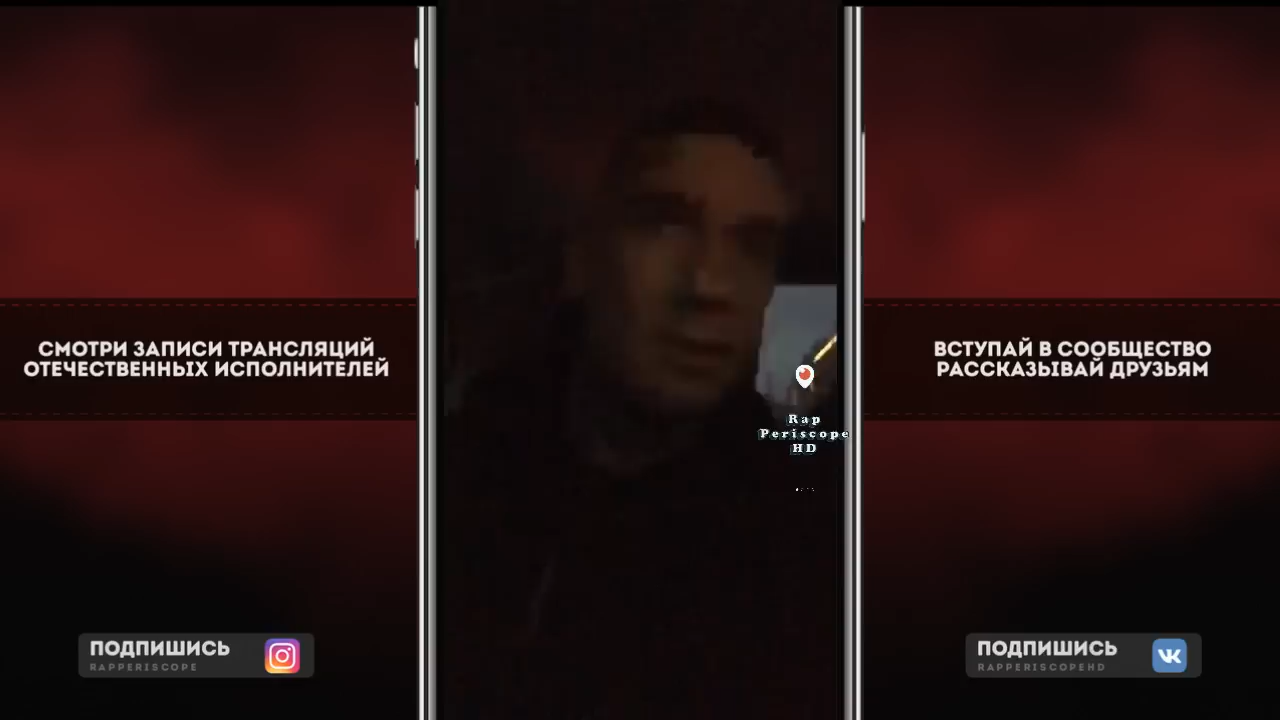 СМОТРИ ЗАПИСИ ТРАНСЛЯЦИЙ
ОТЕЧЕСТВЕННЫХ ИСПОЛНИТЕЛЕЙ
ВСТУПАЙ В СООБЩЕСТВО
РАССКАЗЫВАЙ ДРУЗЬЯМ
Rap
Periscope
HD
ПОДПИШИСЬ
RAPPERISCOPE
ПОДПИШИСЬ
RAPPERISCOPEHD